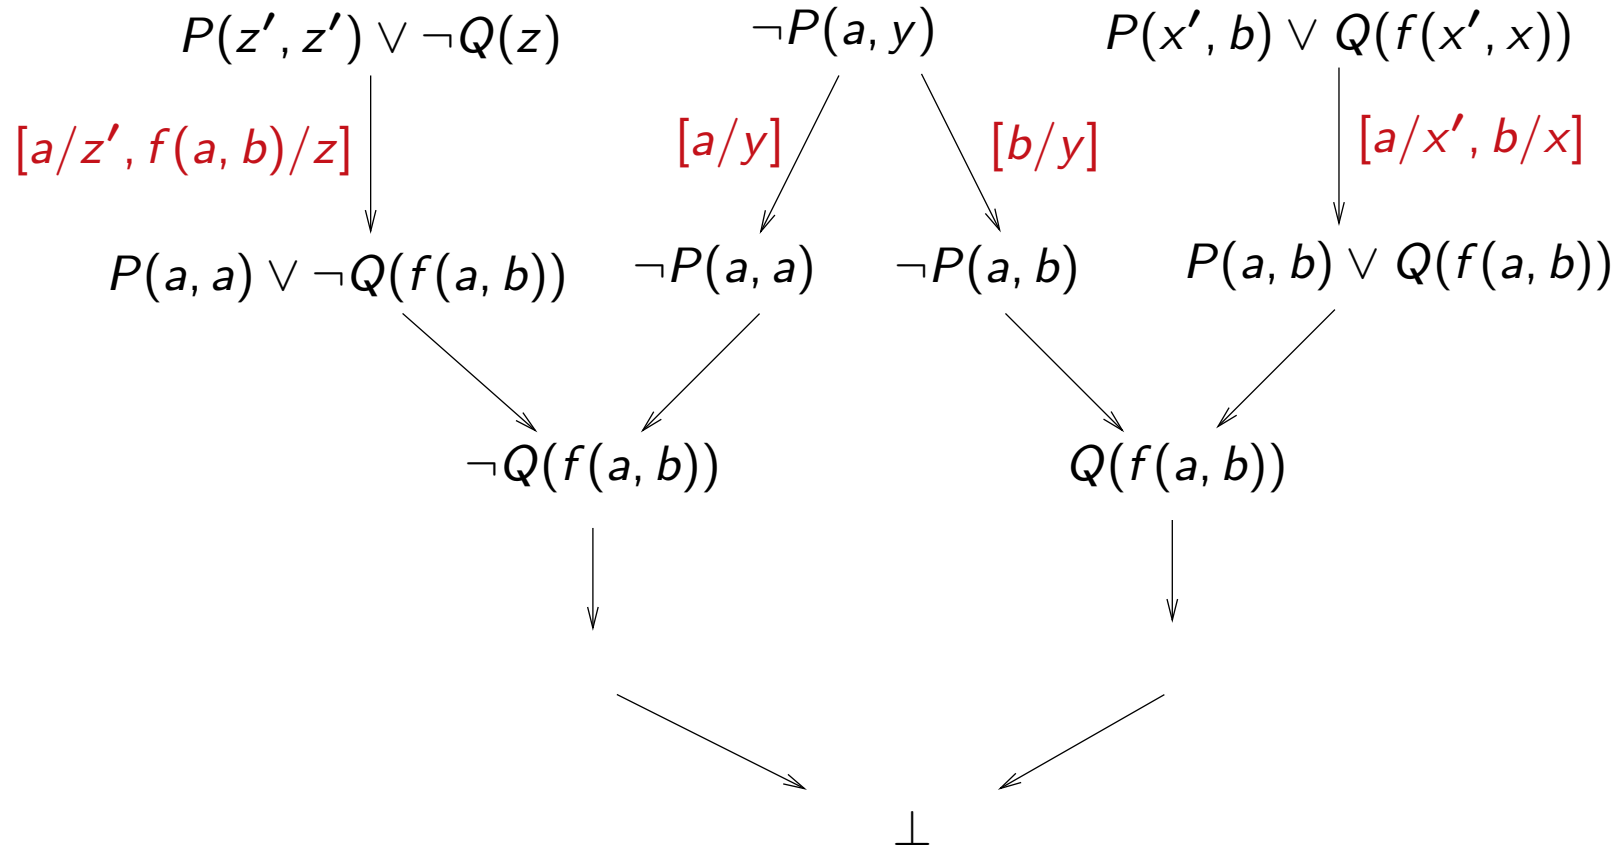 P(z′, z′) ∨ ¬Q(z) ¬P(a, y) P(x′, b) ∨ Q(f(x′, x))
[a/z′, f(a, b)/z] [a/y] [b/y] [a/x′, b/x]
P(a, a) ∨ ¬Q(f(a, b)) ¬P(a, a) ¬P(a, b) P(a, b) ∨ Q(f(a, b))
¬Q(f(a, b)) Q(f(a, b))
⊥